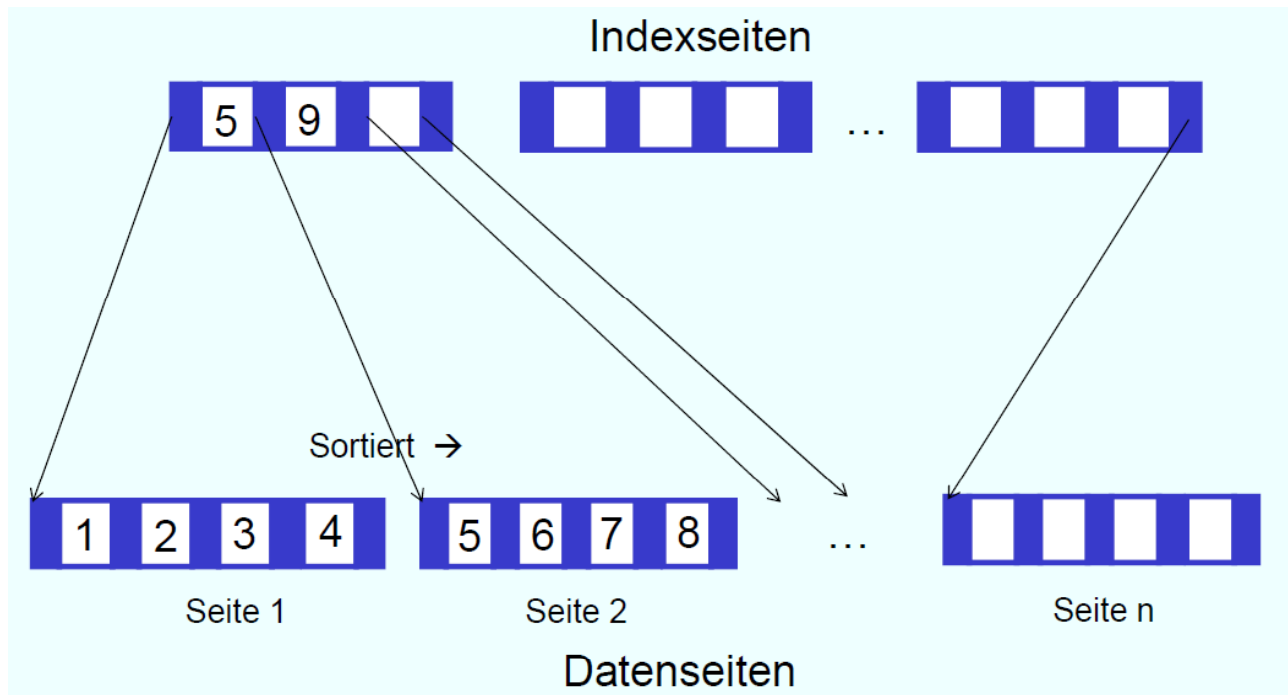 Indexseiten
5 9
...
Sortiert →
1 2 3 4 5 6 7 8
...
Seite 1 Seite 2 Seite n
Datenseiten